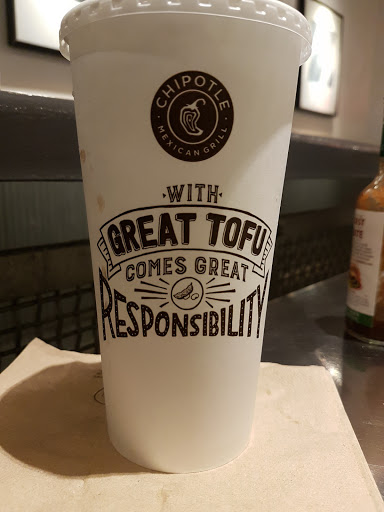 CHIPOTLE
MEXICAN GRILL
WITH
GREAT TOFU
COMES GREAT
RESPONSIBILITY